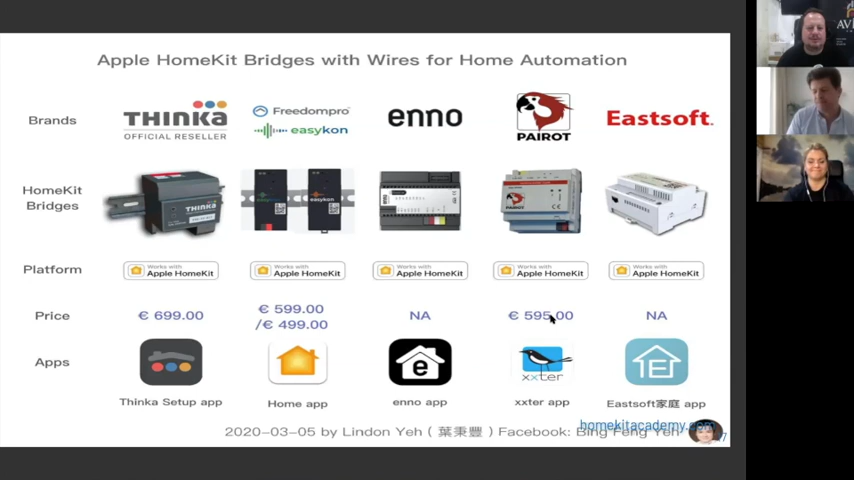 Apple HomeKit Bridges with Wires for Home Automation
Brands
THINKA
OFFICIAL RESELLER
Freedompro
easykon
enno
PAIROT
Eastsoft.
HomeKit
Bridges
THINKA
easykon
PAIROT
Platform
Works with
Apple HomeKit
Works with
Apple HomeKit
Works with
Apple HomeKit
Works with
Apple HomeKit
Works with
Apple HomeKit
Price
€ 699.00
€ 599.00
/€ 499.00
NA
€ 595.00
NA
Apps
e
xxter
E
Thinka Setup app
Home app
enno app
xxter app
Eastsoft家庭 app
homekitacademy.com
2020-03-05 by Lindon Yeh ( 葉秉豐 ) Facebook: Bing Feng Yeh